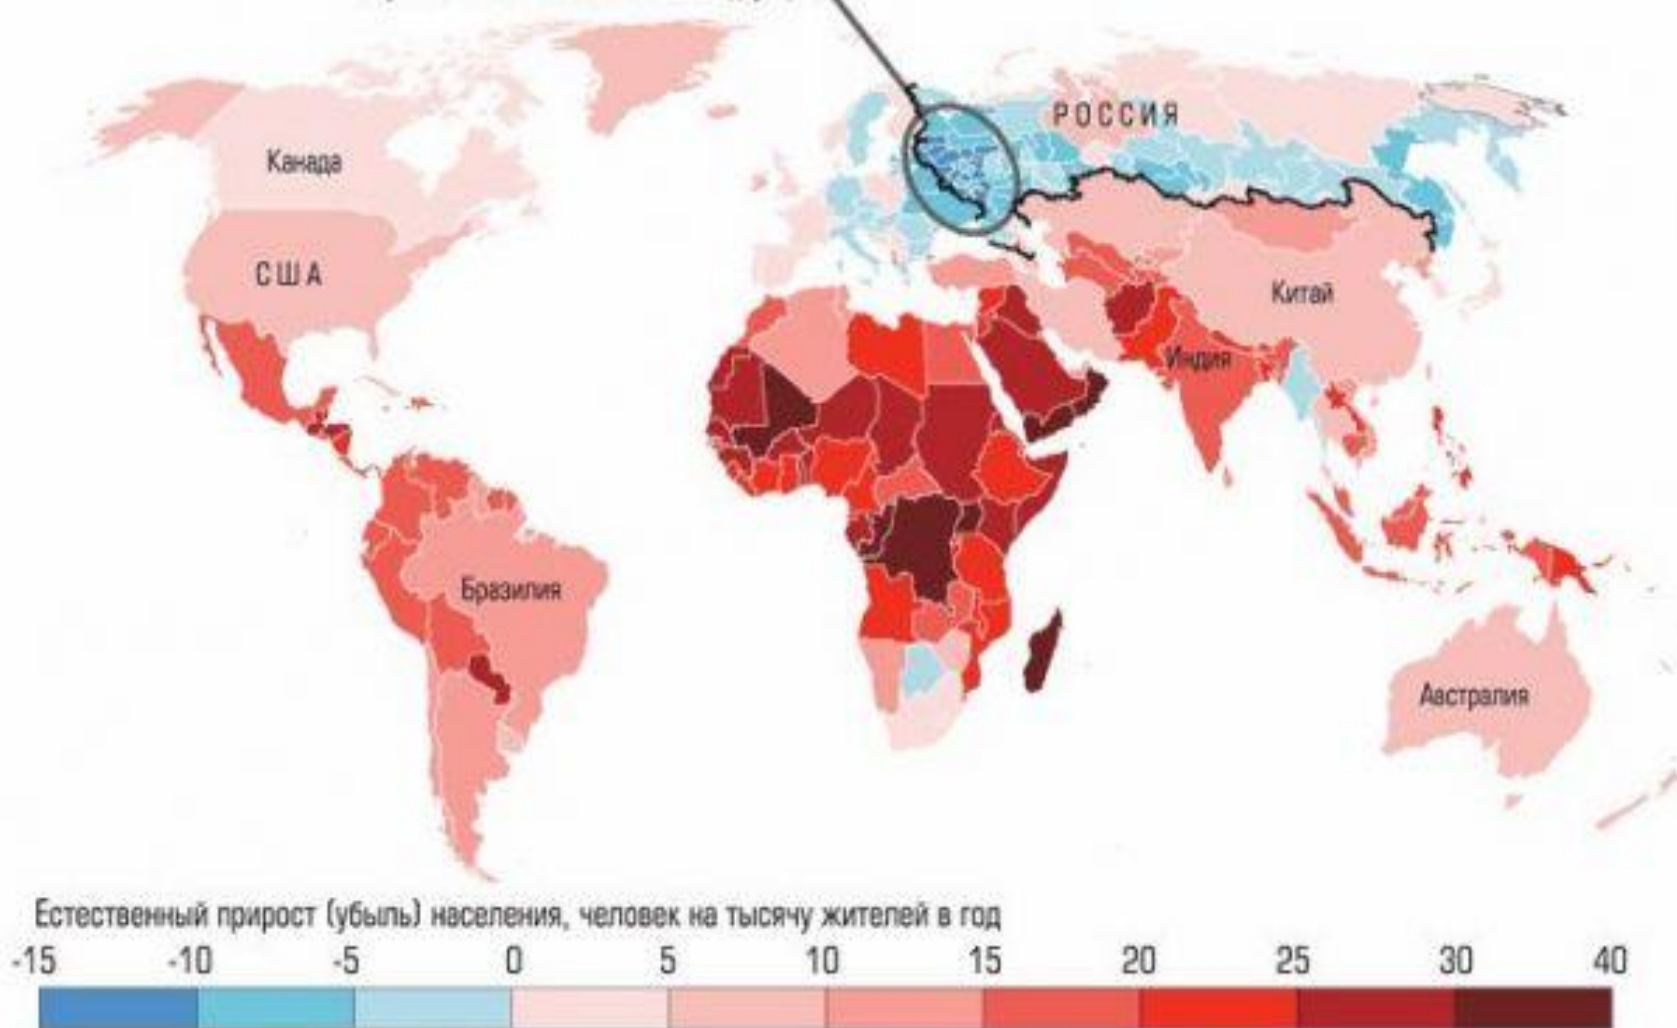 РОССИЯ
Канада
США
Китай
Индия
Бразилия
Австралия
Естественный прирост (убыль) населения, человек на тысячу жителей в год
-15 -10 -5 0 5 10 15 20 25 30 40